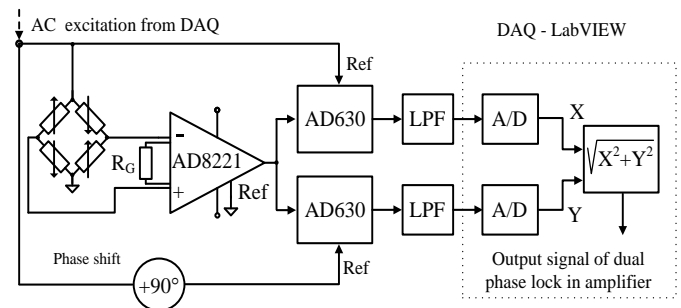 AC excitation from DAQ
DAQ - LabVIEW
Ref
AD630
LPF
A/D
X
√X²+Y²
R_G
-
+
AD8221
Ref
AD630
LPF
A/D
Y
Ref
Phase shift
+90°
Output signal of dual
phase lock in amplifier